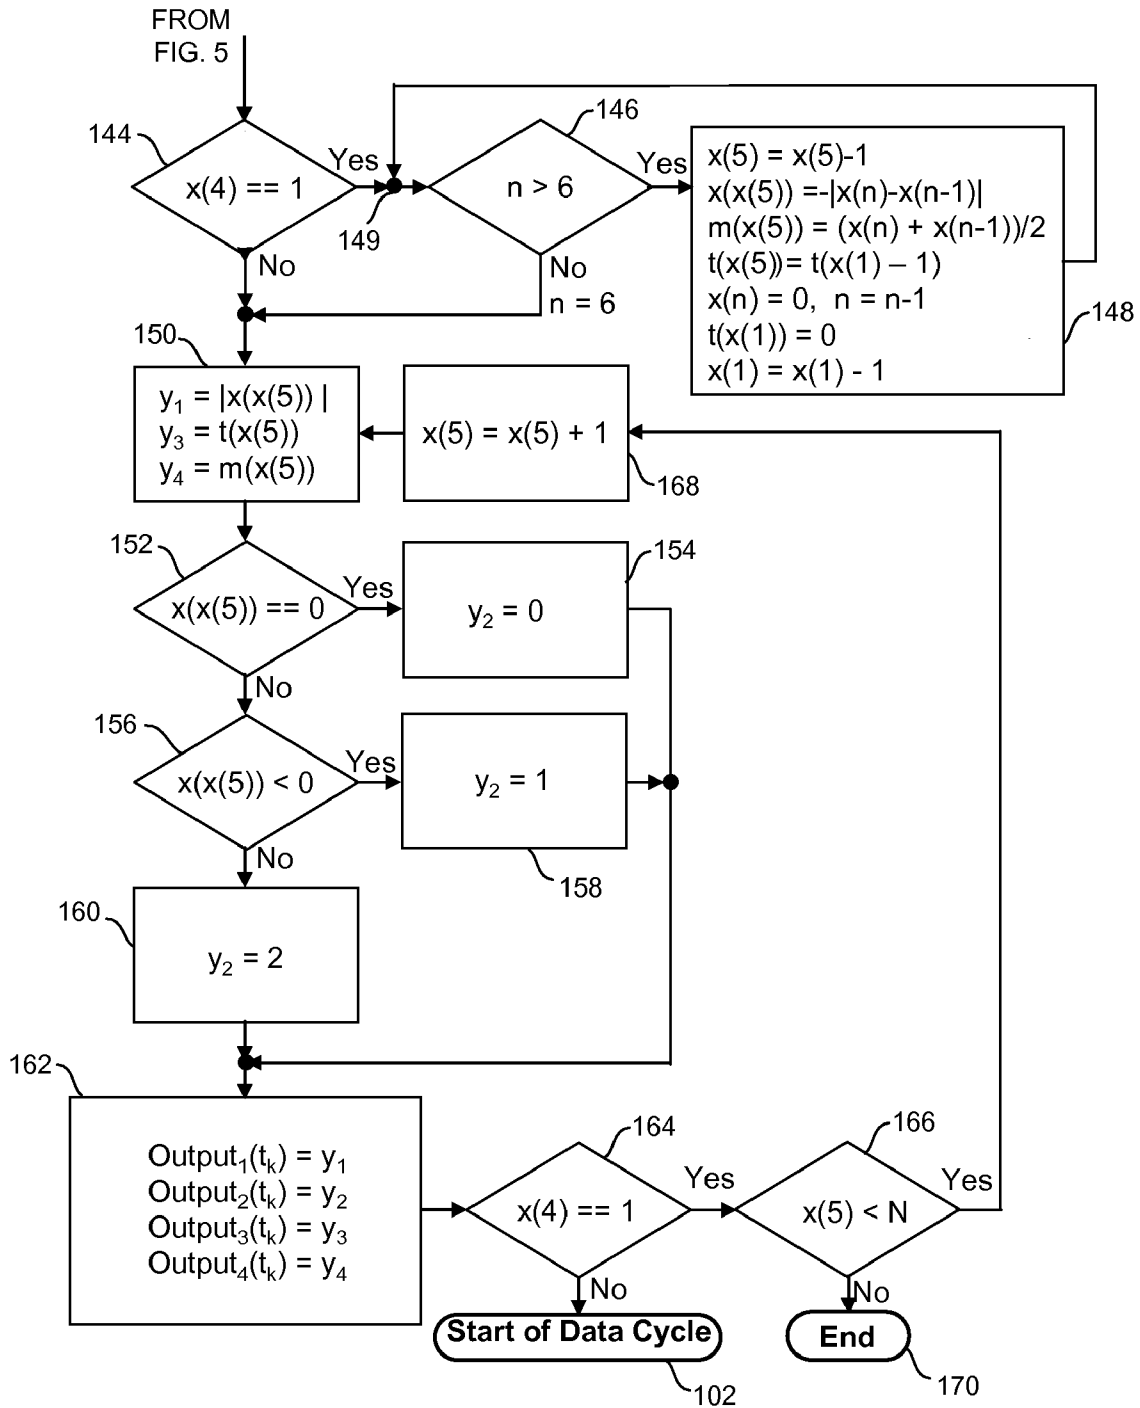 FROM
FIG. 5
144
x(4) == 1
Yes
149
No
146
n > 6
Yes
No
n = 6
x(5) = x(5)-1
x(x(5)) =-|x(n)-x(n-1)|
m(x(5)) = (x(n) + x(n-1))/2
t(x(5))= t(x(1) – 1)
x(n) = 0, n = n-1
t(x(1)) = 0
x(1) = x(1) - 1
148
150
y1 = |x(x(5)) |
y3 = t(x(5))
y4 = m(x(5))
x(5) = x(5) + 1
168
152
x(x(5)) == 0
Yes
No
154
y2 = 0
156
x(x(5)) < 0
Yes
No
y2 = 1
158
160
y2 = 2
162
Output1(tk) = y1
Output2(tk) = y2
Output3(tk) = y3
Output4(tk) = y4
164
x(4) == 1
Yes
No
166
x(5) < N
Yes
No
Start of Data Cycle
102
End
170